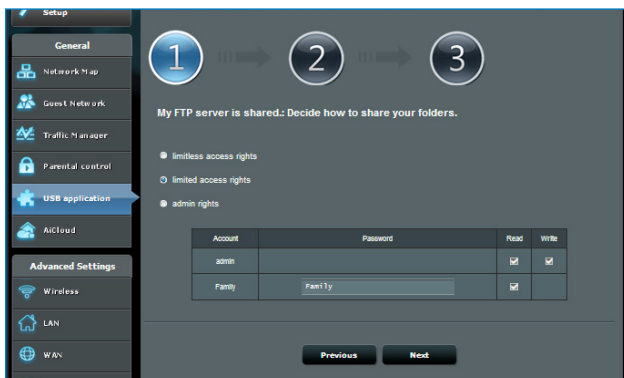 Setup
General
Network Map
Guest Network
Traffic Manager
Parental control
USB application
AiCloud
Advanced Settings
Wireless
LAN
WAN
1 2 3
My FTP server is shared.: Decide how to share your folders.
limitless access rights
limited access rights
admin rights
Account Password Read Write
admin
Family Family
Previous Next